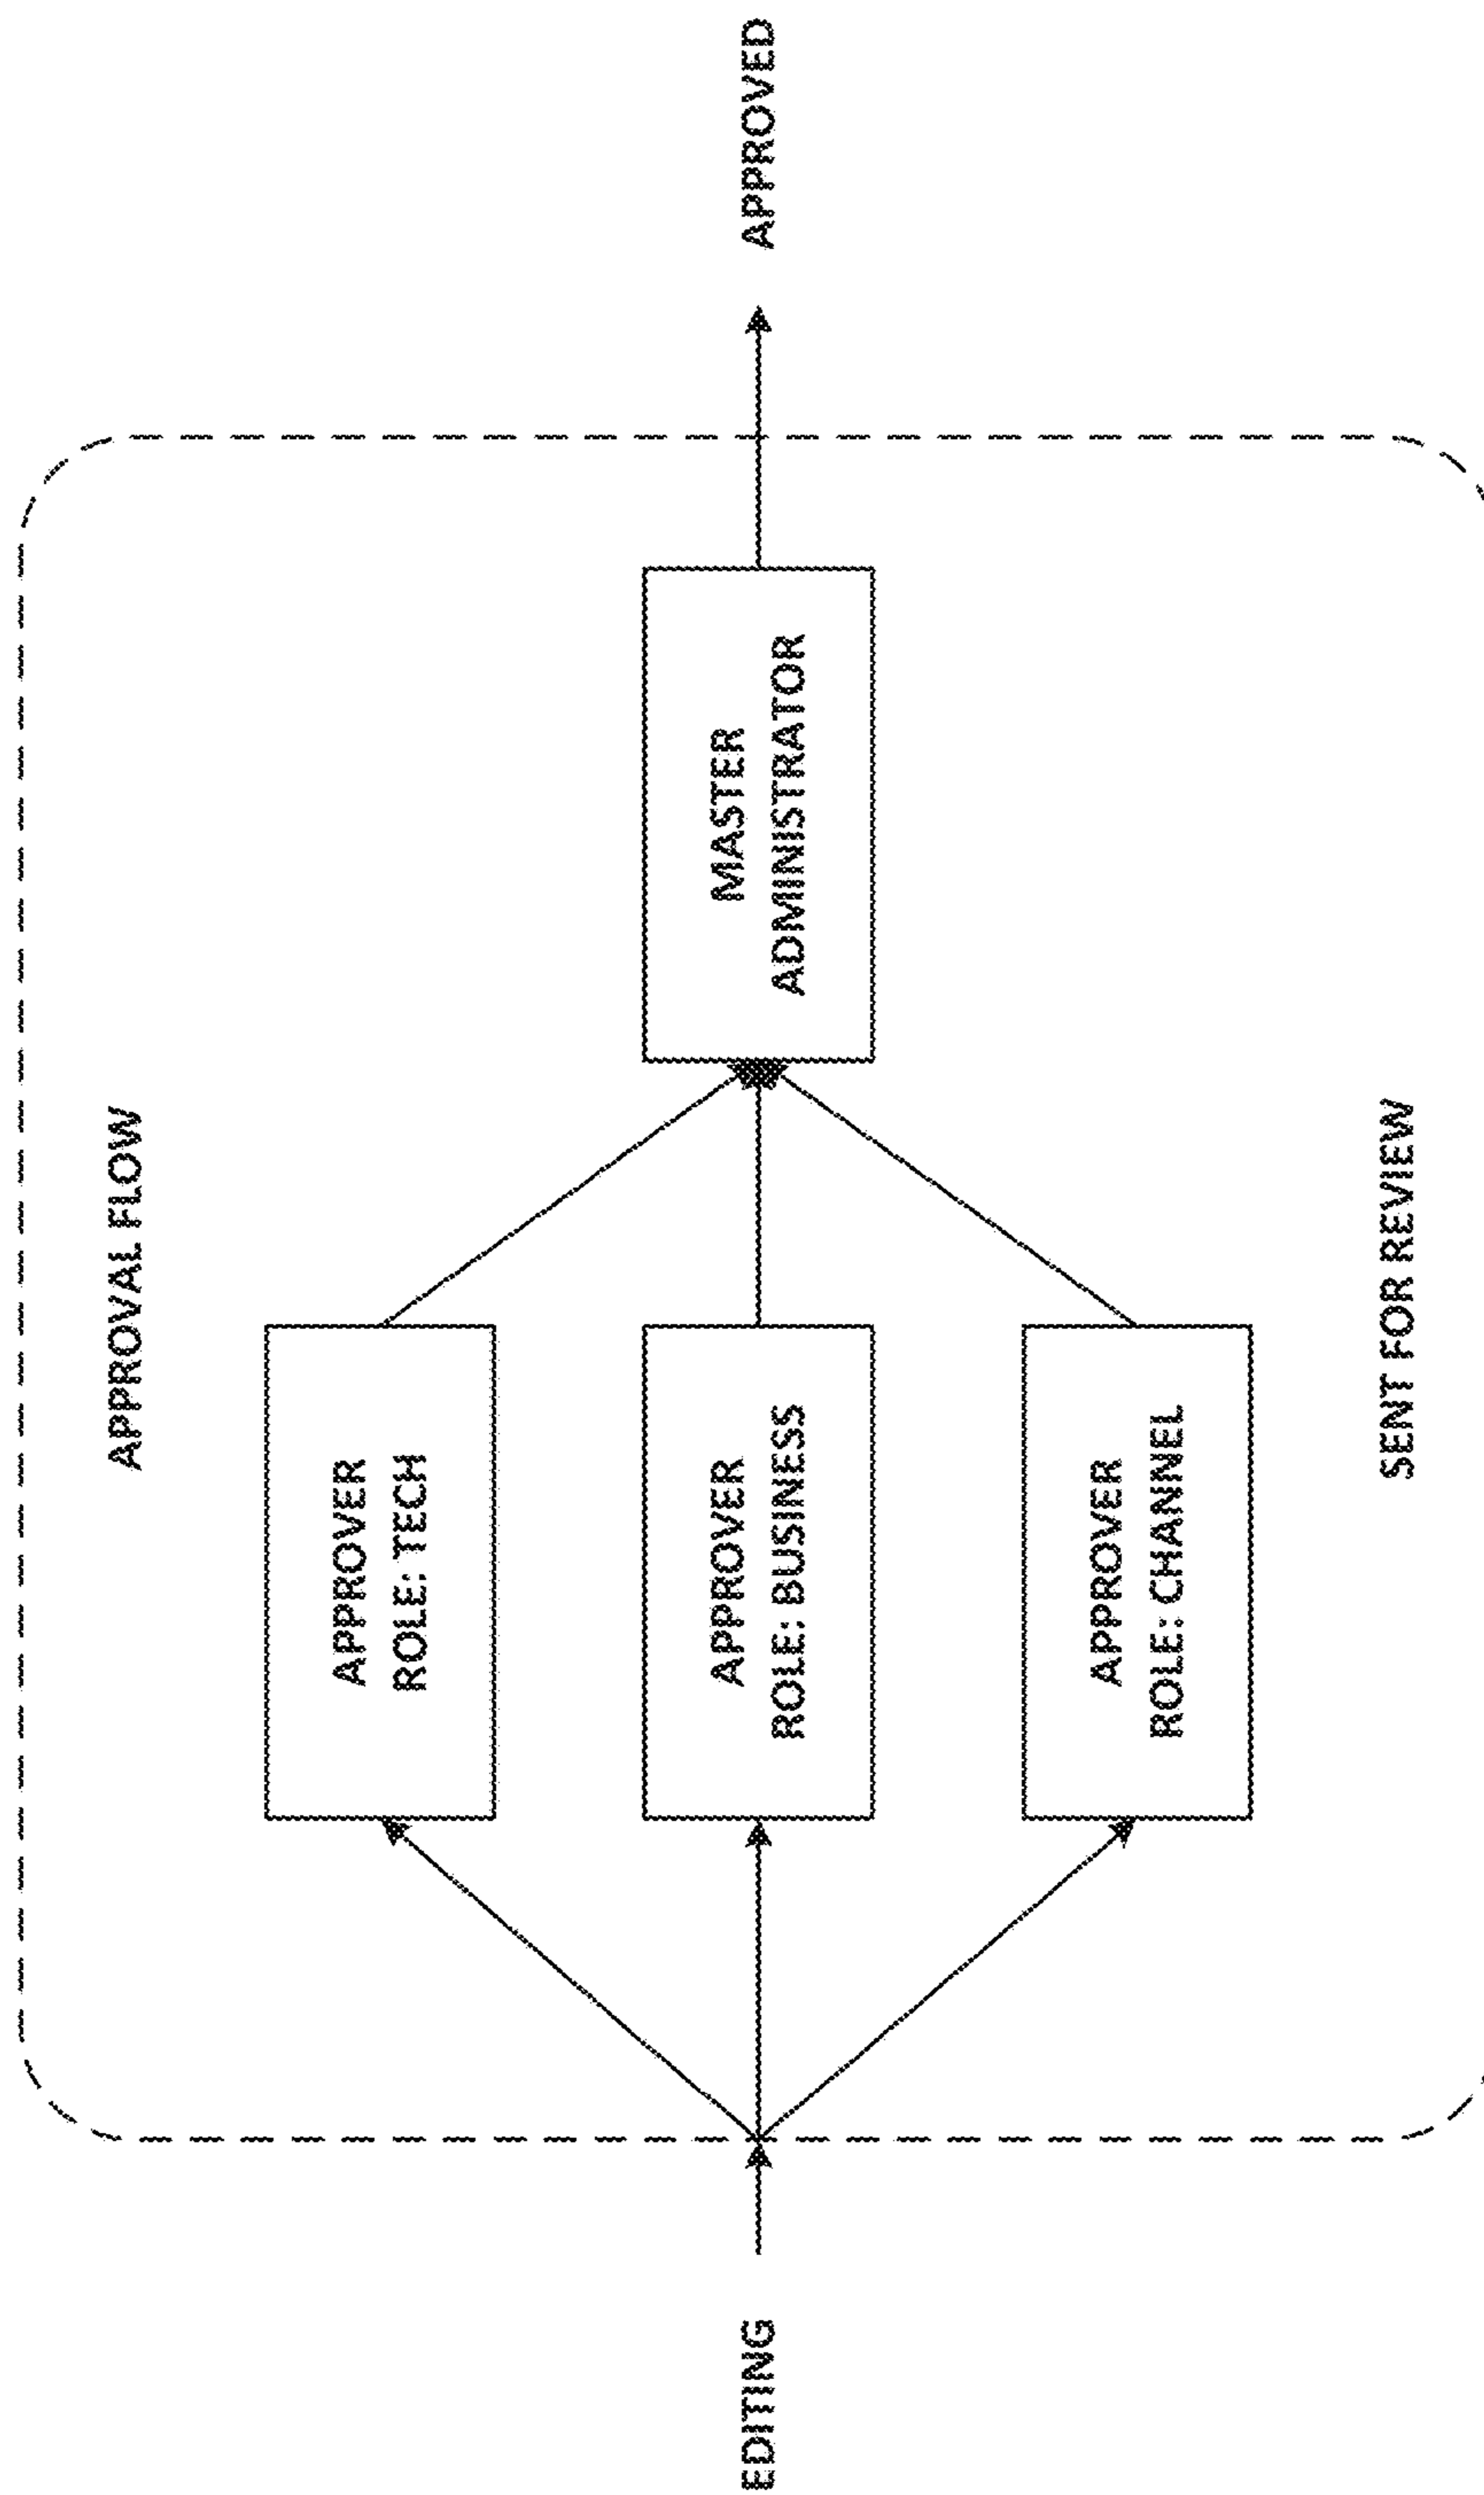 APPROVAL FLOW
EDITING
APPROVER
ROLE: TECH
APPROVER
ROLE: BUSINESS
APPROVER
ROLE: CHANNEL
MASTER
ADMINISTRATOR
APPROVED
SENT FOR REVIEW